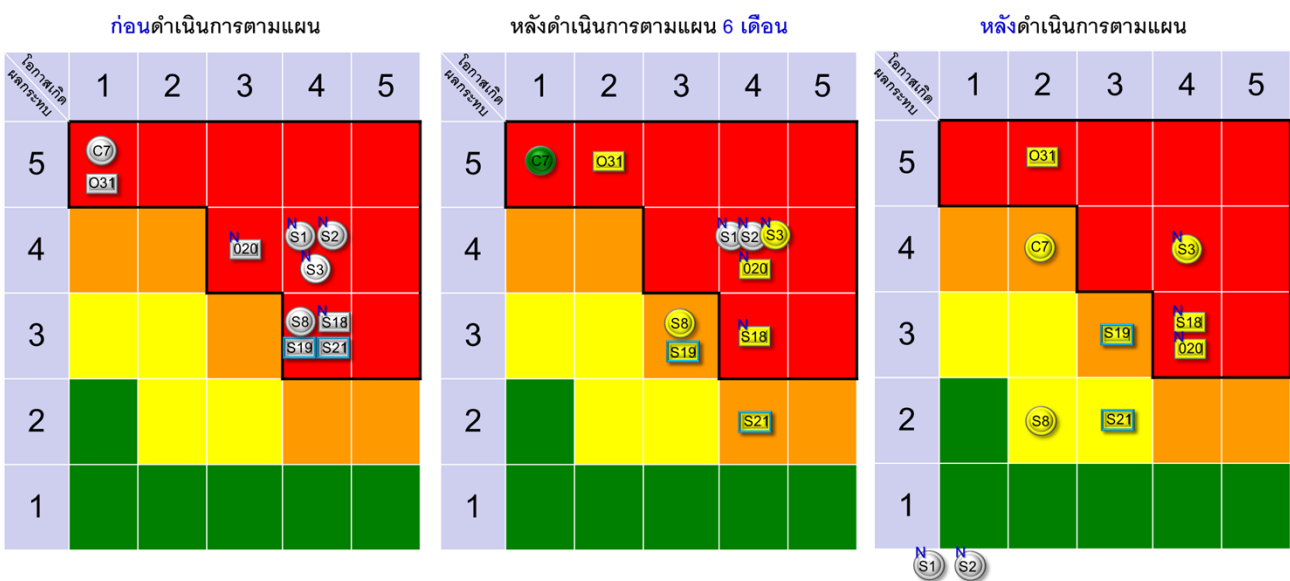 ก่อนดำเนินการตามแผน
โอกาสเกิด
ผลกระทบ
1 2 3 4 5
5
C7
O31
4
N 020
N S1 N S2
N S3
3
S8 N S18
S19 S21
2
1
หลังดำเนินการตามแผน 6 เดือน
โอกาสเกิด
ผลกระทบ
1 2 3 4 5
5 C7 O31
4
N S1 N S2 N S3
N 020
3
S8
S19
N S18
2 S21
1
หลังดำเนินการตามแผน
โอกาสเกิด
ผลกระทบ
1 2 3 4 5
5 O31
4 C7 N S3
3 S19
N S18
N 020
2 S8 S21
1
N S1 N S2